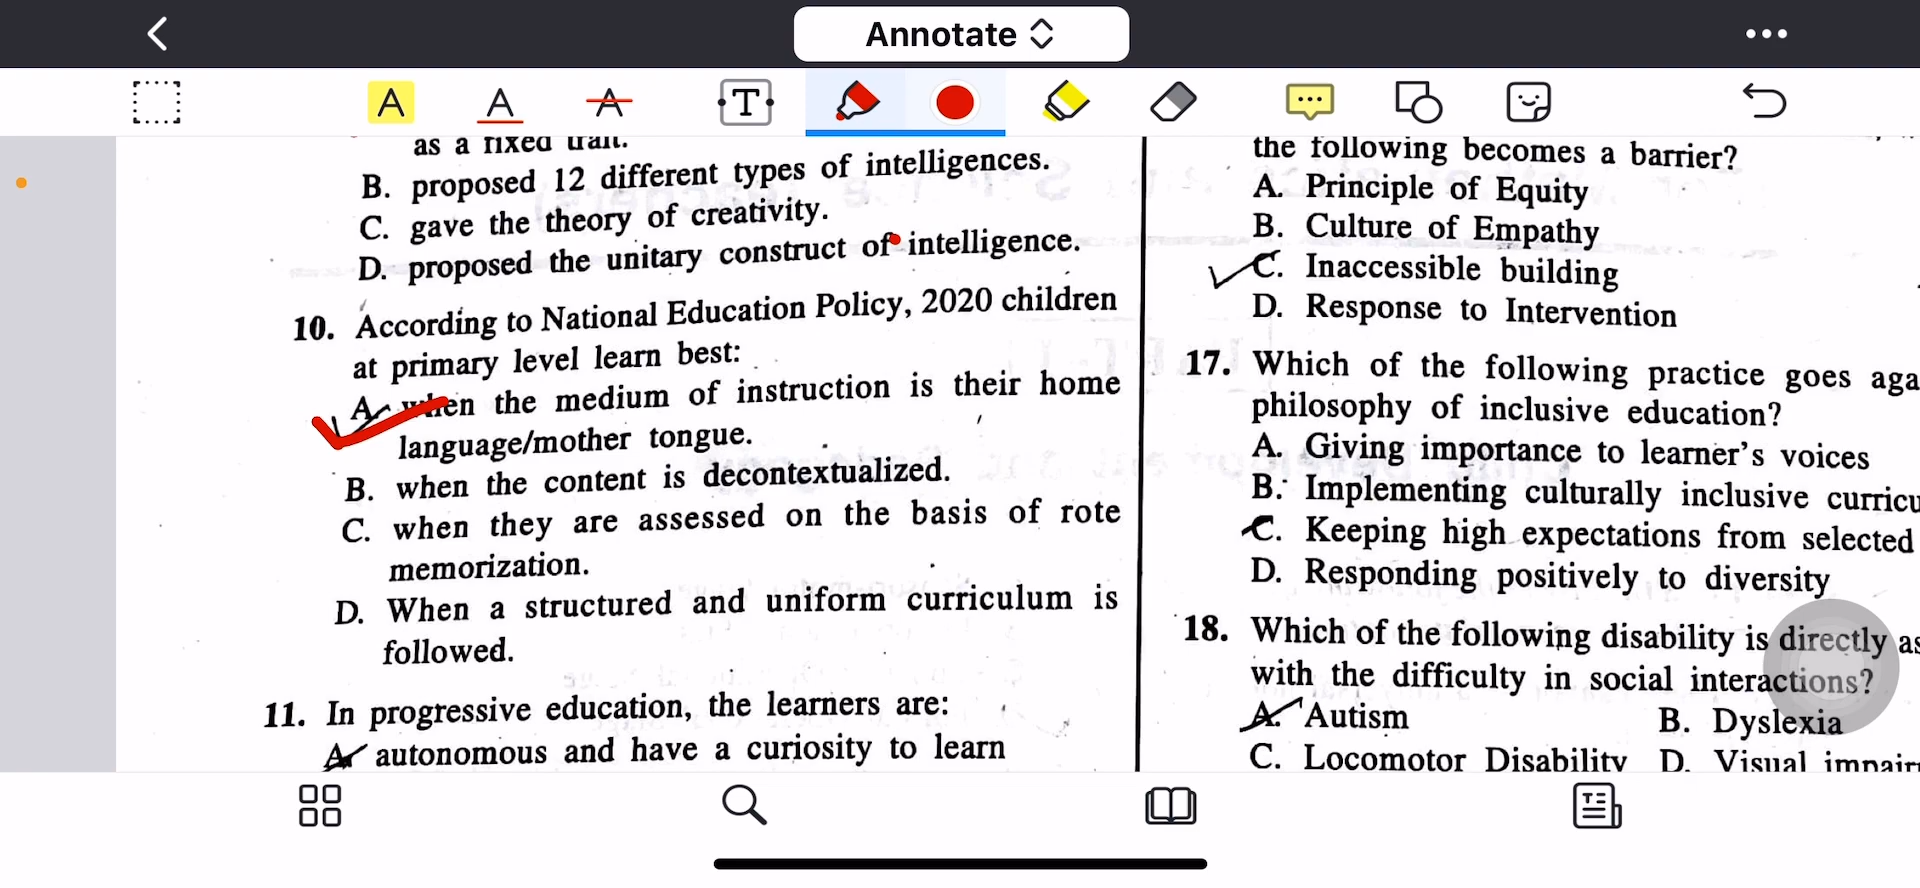 Annotate
A
A
A
T
as a fixed trait.
B. proposed 12 different types of intelligences.
C. gave the theory of creativity.
D. proposed the unitary construct of intelligence.
10. According to National Education Policy, 2020 children
at primary level learn best:
A. when the medium of instruction is their home
language/mother tongue.
B. when the content is decontextualized.
C. when they are assessed on the basis of rote
memorization.
D. When a structured and uniform curriculum is
followed.
11. In progressive education, the learners are:
A. autonomous and have a curiosity to learn
the following becomes a barrier?
A. Principle of Equity
B. Culture of Empathy
C. Inaccessible building
D. Response to Intervention
17. Which of the following practice goes aga
philosophy of inclusive education?
A. Giving importance to learner's voices
B. Implementing culturally inclusive curricu
C. Keeping high expectations from selected
D. Responding positively to diversity
18. Which of the following disability is directly as
with the difficulty in social interactions?
A. Autism B. Dyslexia
C. Locomotor Disability D. Visual impair